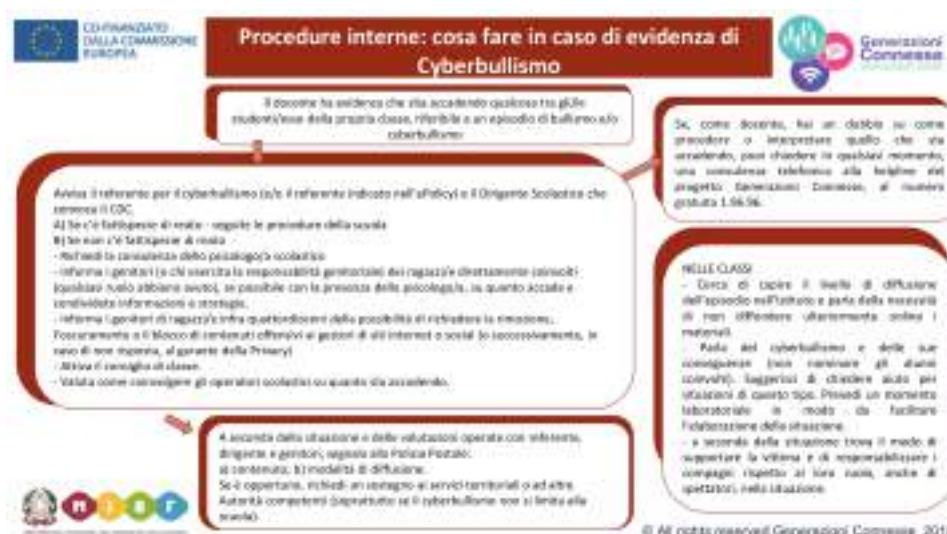 CO-FINANZIATO
DALLA COMMISSIONE
EUROPEA
Procedure interne: cosa fare in caso di evidenza di
Cyberbullismo
Generazioni
Connesse
Il docente ha evidenza che stia accadendo qualcosa tra gli/le
studenti/esse della propria classe, riferibile a un episodio di bullismo e/o
cyberbullismo
Se, come docente, hai un dubbio su come
procedere o interpretare quello che sta
accadendo, puoi chiedere in qualsiasi momento,
una consulenza telefonica alla helpline del
progetto Generazioni Connesse, al numero
gratuito 1.96.96.
Avvisa il referente per il cyberbullismo (e/o il referente indicato nell'ePolicy) e il Dirigente Scolastico che
convoca il CDC.
A) Se c'è fattispecie di reato - seguite le procedure della scuola
B) Se non c'è fattispecie di reato
- Richiedi la consulenza dello psicologo/a scolastico
- Informa i genitori (o chi esercita la responsabilità genitoriale) dei ragazzi/e direttamente coinvolti
(qualsiasi ruolo abbiano avuto), se possibile con la presenza dello psicologo/a, su quanto accade e
condividete informazioni e strategie.
- Informa i genitori di ragazzi/e infra quattordicenni della possibilità di richiedere la rimozione,
l'oscuramento o il blocco di contenuti offensivi ai gestori di siti internet o social (o successivamente, in
caso di non risposta, al garante della Privacy)
- Attiva il consiglio di classe.
- Valuta come coinvolgere gli operatori scolastici su quanto sta accadendo.
NELLE CLASSI
- Cerca di capire il livello di diffusione
dell'episodio nell'Istituto e parla della necessità
di non diffondere ulteriormente online i
materiali.
Parla del cyberbullismo e delle sue
conseguenze (non nominare gli alunni
coinvolti). Suggerisci di chiedere aiuto per
situazioni di questo tipo. Prevedi un momento
laboratoriale in modo da facilitare
l'elaborazione della situazione.
- a seconda della situazione trova il modo di
supportare la vittima e di responsabilizzare i
compagni rispetto al loro ruolo, anche di
spettatori, nella situazione.
A seconda della situazione e delle valutazioni operate con referente,
dirigente e genitori, segnala alla Polizia Postale:
a) contenuto; b) modalità di diffusione.
Se è opportuno, richiedi un sostegno ai servizi territoriali o ad altre
Autorità competenti (soprattutto se il cyberbullismo non si limita alla
scuola).
miur
© All rights reserved Generazioni Connesse, 201